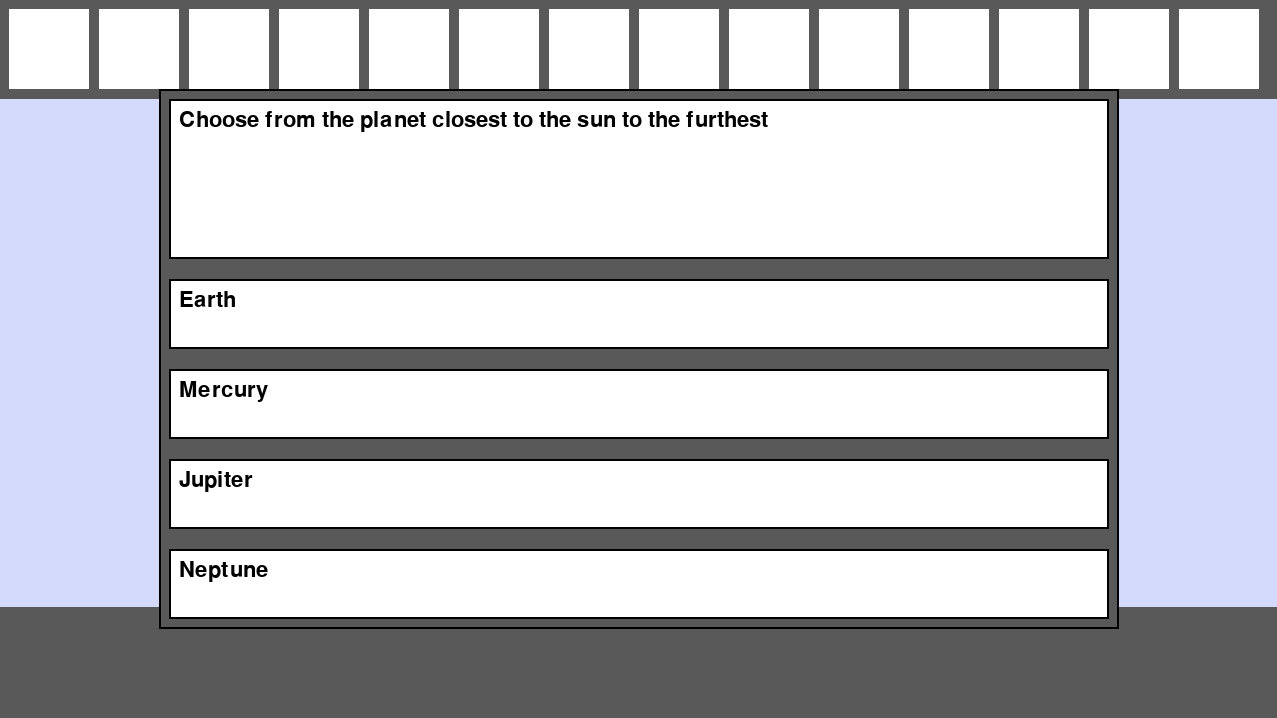 Choose from the planet closest to the sun to the furthest
Earth
Mercury
Jupiter
Neptune